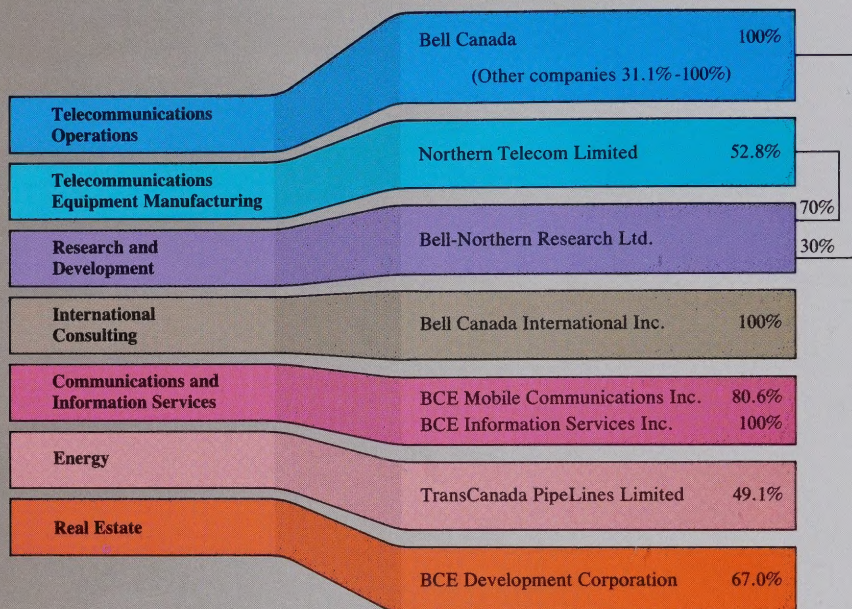 Telecommunications
Operations
Bell Canada 100%
(Other companies 31.1%-100%)
Telecommunications
Equipment Manufacturing
Northern Telecom Limited 52.8%
70%
Research and
Development
Bell-Northern Research Ltd.
30%
International
Consulting
Bell Canada International Inc. 100%
Communications and
Information Services
BCE Mobile Communications Inc. 80.6%
BCE Information Services Inc. 100%
Energy
TransCanada PipeLines Limited 49.1%
Real Estate
BCE Development Corporation 67.0%